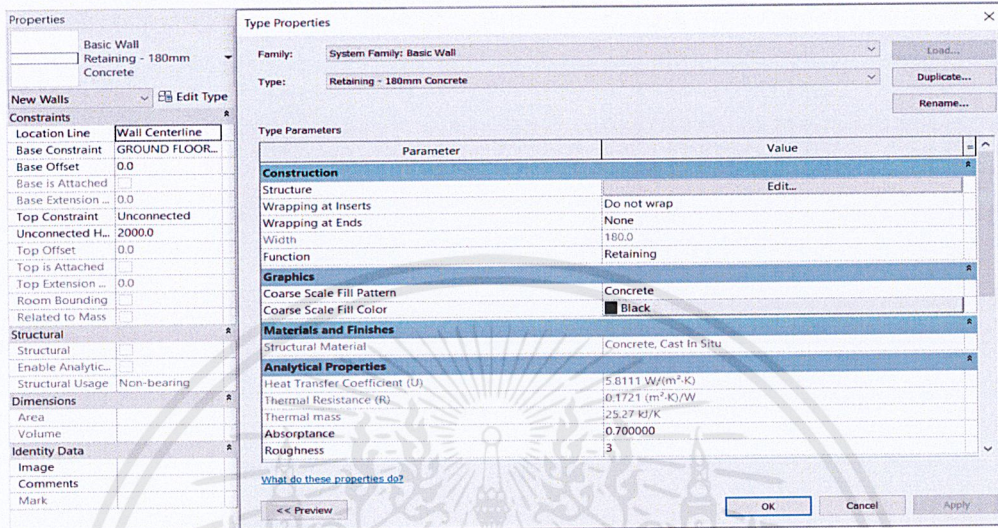 Properties
Basic Wall
Retaining - 180mm
Concrete
New Walls
Edit Type
Constraints
Location Line Wall Centerline
Base Constraint GROUND FLOOR...
Base Offset 0.0
Base is Attached
Base Extension ... 0.0
Top Constraint Unconnected
Unconnected H... 2000.0
Top Offset 0.0
Top is Attached
Top Extension ... 0.0
Room Bounding
Related to Mass
Structural
Structural
Enable Analytic...
Structural Usage Non-bearing
Dimensions
Area
Volume
Identity Data
Image
Comments
Mark
Type Properties
Family: System Family: Basic Wall Load...
Type: Retaining - 180mm Concrete Duplicate...
Rename...
Type Parameters
Parameter Value =
Construction
Structure Edit...
Wrapping at Inserts Do not wrap
Wrapping at Ends None
Width 180.0
Function Retaining
Graphics
Coarse Scale Fill Pattern Concrete
Coarse Scale Fill Color Black
Materials and Finishes
Structural Material Concrete, Cast In Situ
Analytical Properties
Heat Transfer Coefficient (U) 5.8111 W/(m²·K)
Thermal Resistance (R) 0.1721 (m²·K)/W
Thermal mass 25.27 kJ/K
Absorptance 0.700000
Roughness 3
What do these properties do?
<< Preview OK Cancel Apply